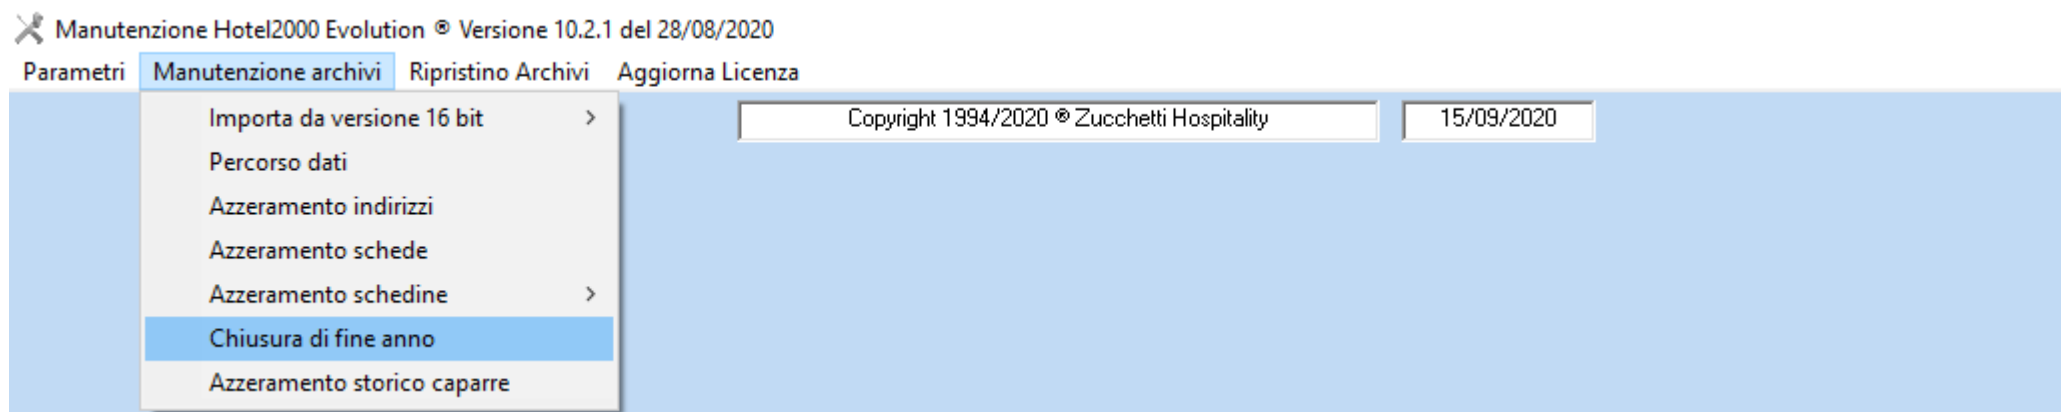 Manutenzione Hotel2000 Evolution ® Versione 10.2.1 del 28/08/2020
Parametri Manutenzione archivi Ripristino Archivi Aggiorna Licenza
Copyright 1994/2020 ® Zucchetti Hospitality 15/09/2020
Importa da versione 16 bit >
Percorso dati
Azzeramento indirizzi
Azzeramento schede
Azzeramento schedine >
Chiusura di fine anno
Azzeramento storico caparre